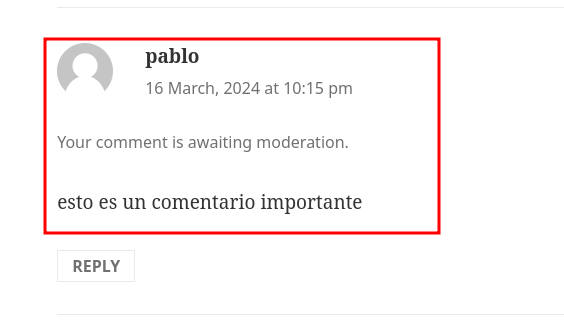 pablo
16 March, 2024 at 10:15 pm
Your comment is awaiting moderation.
esto es un comentario importante
REPLY